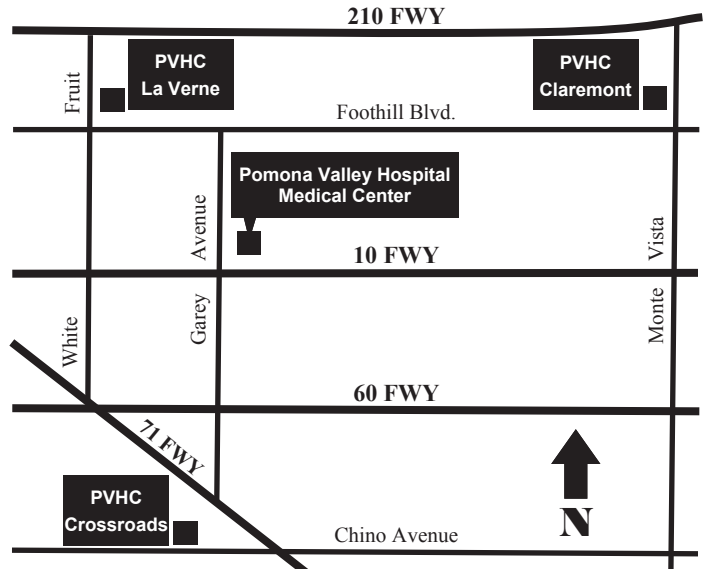 210 FWY
PVHC
La Verne
PVHC
Claremont
Fruit
Foothill Blvd.
Pomona Valley Hospital
Medical Center
Avenue
Vista
10 FWY
White
Garey
Monte
60 FWY
71 FWY
PVHC
Crossroads
N
Chino Avenue